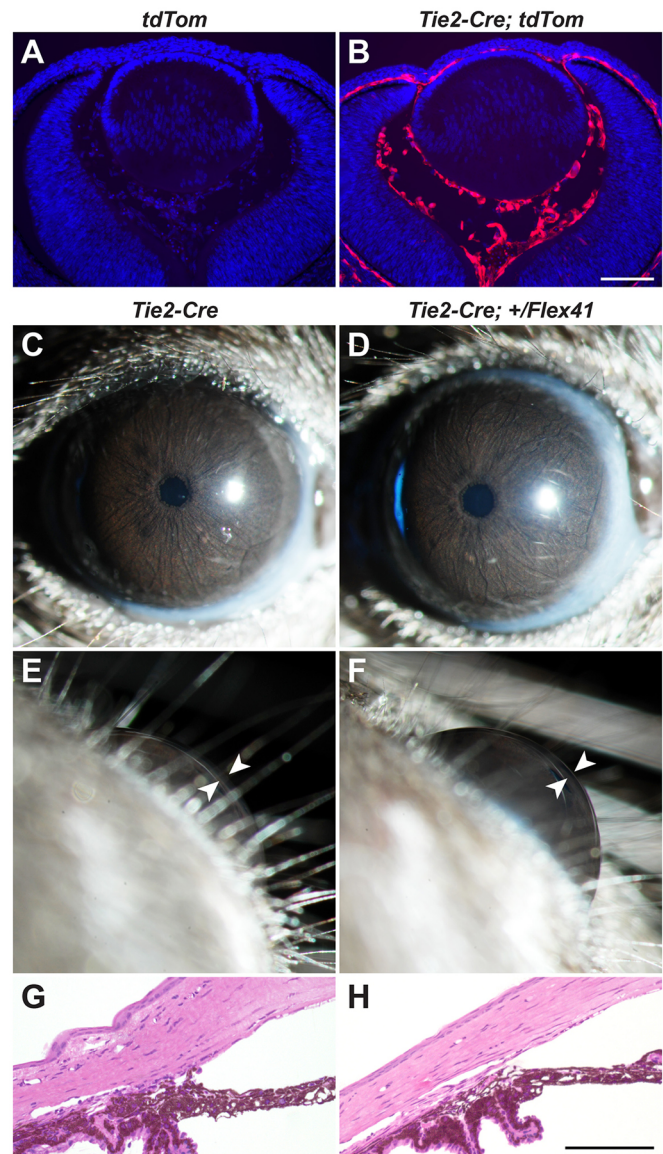 tdTom
Tie2-Cre; tdTom
A
B
Tie2-Cre
Tie2-Cre; +/Flex41
C
D
E
F
G
H